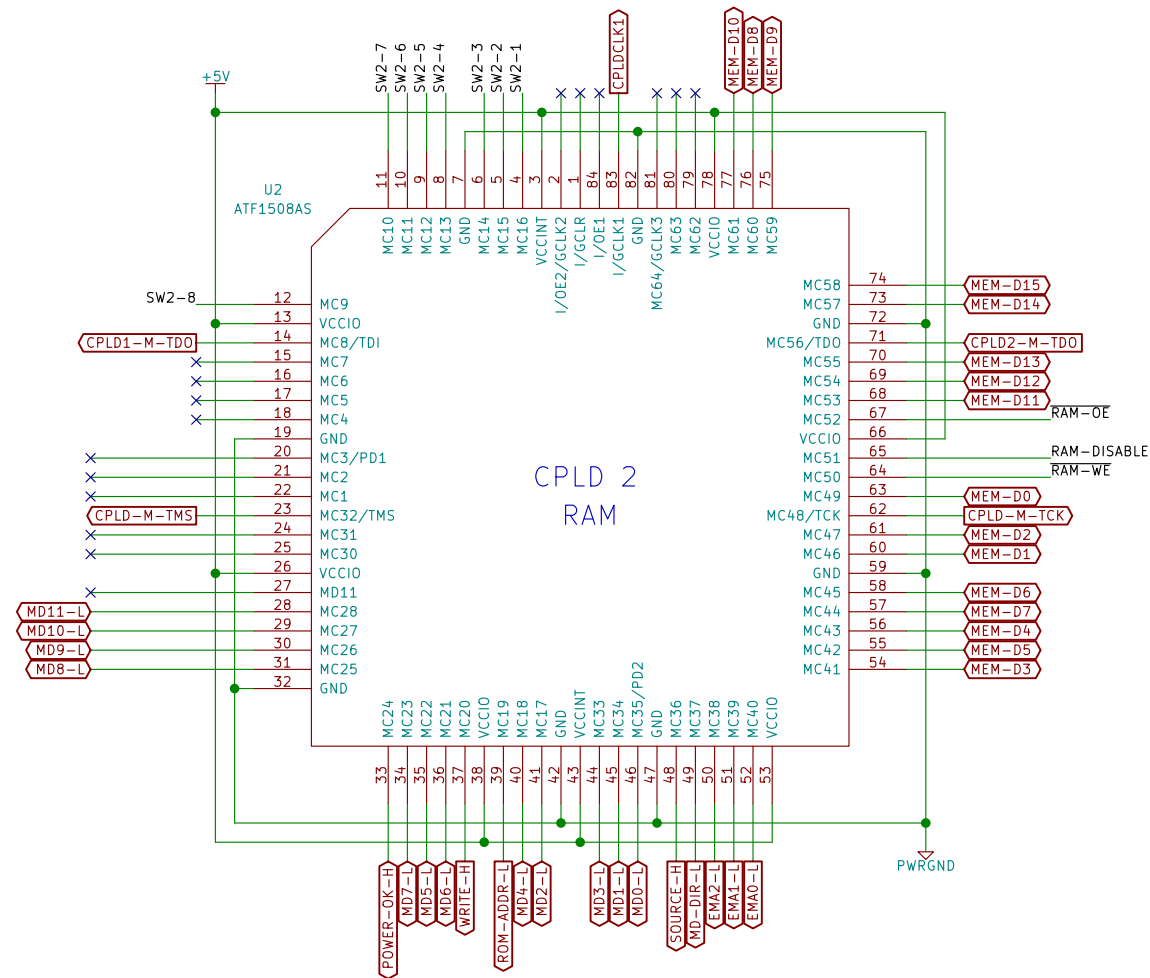 +5V
SW2-7
SW2-6
SW2-5
SW2-4
SW2-3
SW2-2
SW2-1
CPLDCLK1
MEM-D10
MEM-D8
MEM-D9
U2
ATF1508AS
11
10
9
8
7
6
5
4
3
2
1
84
83
82
81
80
79
78
77
76
75
MC10
MC11
MC12
MC13
GND
MC14
MC15
MC16
VCCINT
I/OE2/GCLK2
I/GCLR
I/OE1
I/GCLK1
GND
MC64/GCLK3
MC63
MC62
VCCIO
MC61
MC60
MC59
SW2-8 12 MC9
13 VCCIO
CPLD1-M-TDO 14 MC8/TDI
15 MC7
16 MC6
17 MC5
18 MC4
19 GND
20 MC3/PD1
21 MC2
22 MC1
CPLD-M-TMS 23 MC32/TMS
24 MC31
25 MC30
26 VCCIO
27 MD11
MD11-L 28 MC28
MD10-L 29 MC27
MD9-L 30 MC26
MD8-L 31 MC25
32 GND
CPLD 2
RAM
MC58 74 MEM-D15
MC57 73 MEM-D14
GND 72
MC56/TDO 71 CPLD2-M-TDO
MC55 70 MEM-D13
MC54 69 MEM-D12
MC53 68 MEM-D11
MC52 67 RAM-OE
VCCIO 66
MC51 65 RAM-DISABLE
MC50 64 RAM-WE
MC49 63 MEM-D0
MC48/TCK 62 CPLD-M-TCK
MC47 61 MEM-D2
MC46 60 MEM-D1
GND 59
MC45 58 MEM-D6
MC44 57 MEM-D7
MC43 56 MEM-D4
MC42 55 MEM-D5
MC41 54 MEM-D3
MC24
MC23
MC22
MC21
MC20
VCCIO
MC19
MC18
MC17
GND
VCCINT
MC33
MC34
MC35/PD2
GND
MC36
MC37
MC38
MC39
MC40
VCCIO
33
34
35
36
37
38
39
40
41
42
43
44
45
46
47
48
49
50
51
52
53
POWER-OK-H
MD7-L
MD5-L
MD6-L
WRITE-H
ROM-ADDR-L
MD4-L
MD2-L
MD3-L
MD1-L
MD0-L
SOURCE-H
MD-DIR-L
EMA2-L
EMA1-L
EMA0-L
PWRGND